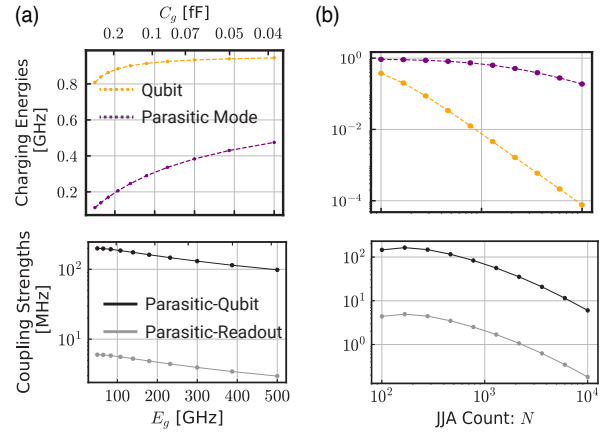 (a)
C_g [fF]
0.2 0.1 0.07 0.05 0.04
Charging Energies
[GHz]
0.8
0.6
0.4
0.2
Qubit
Parasitic Mode
Coupling Strengths
[MHz]
10^2
10^1
Parasitic-Qubit
Parasitic-Readout
100 200 300 400 500
E_g [GHz]
(b)
10^0
10^−2
10^−4
10^2
10^1
10^0
10^2 10^3 10^4
JJA Count: N